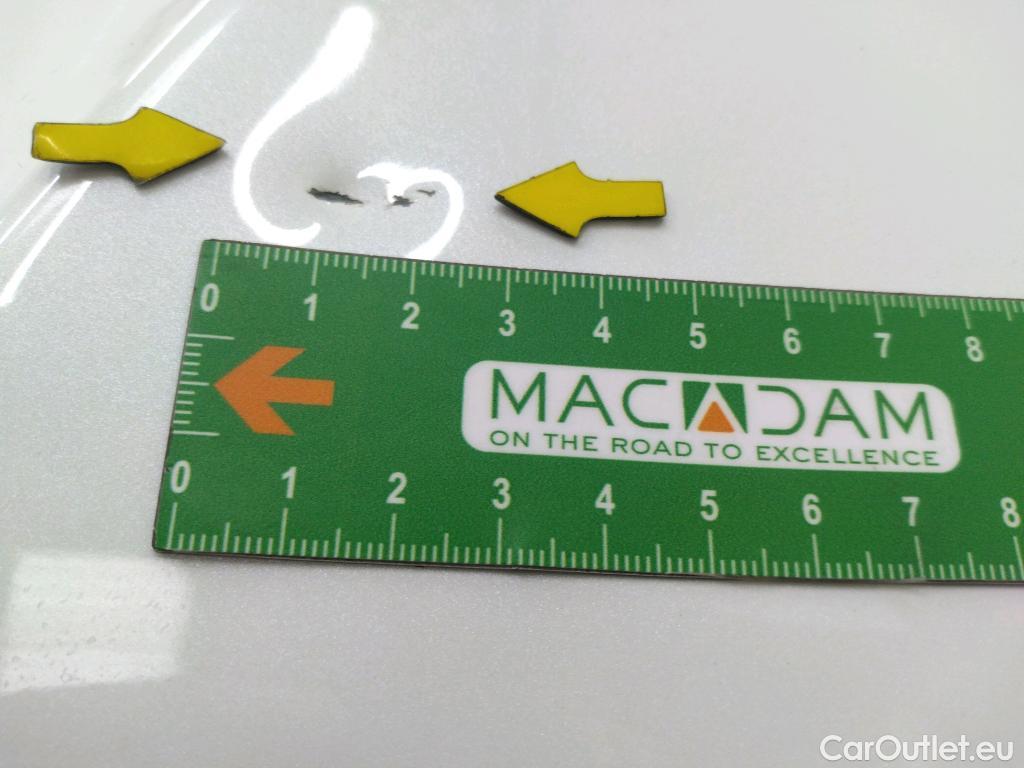 0 1 2 3 4 5 6 7 8
MACADAM
ON THE ROAD TO EXCELLENCE
0 1 2 3 4 5 6 7 8
CarOutlet.eu